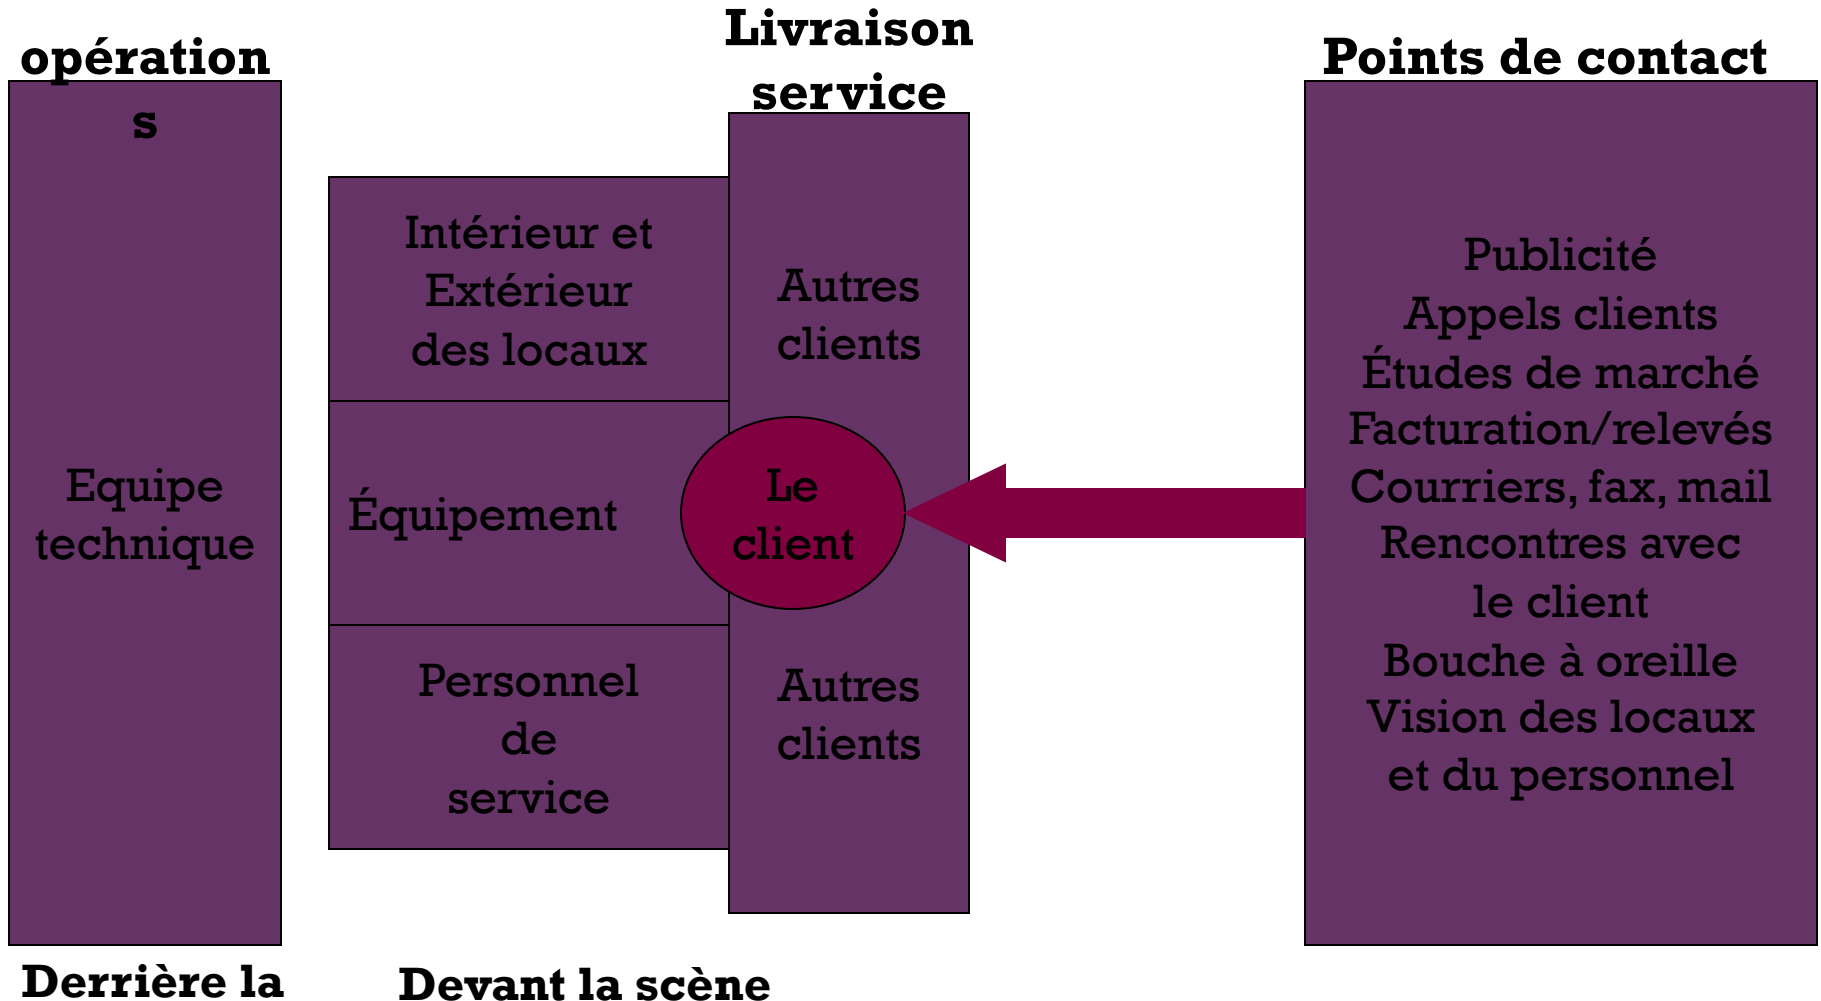 opération
s
Equipe
technique
Derrière la
Intérieur et
Extérieur
des locaux
Équipement
Personnel
de
service
Devant la scène
Livraison
service
Autres
clients
Le
client
Autres
clients
Points de contact
Publicité
Appels clients
Études de marché
Facturation/relevés
Courriers, fax, mail
Rencontres avec
le client
Bouche à oreille
Vision des locaux
et du personnel